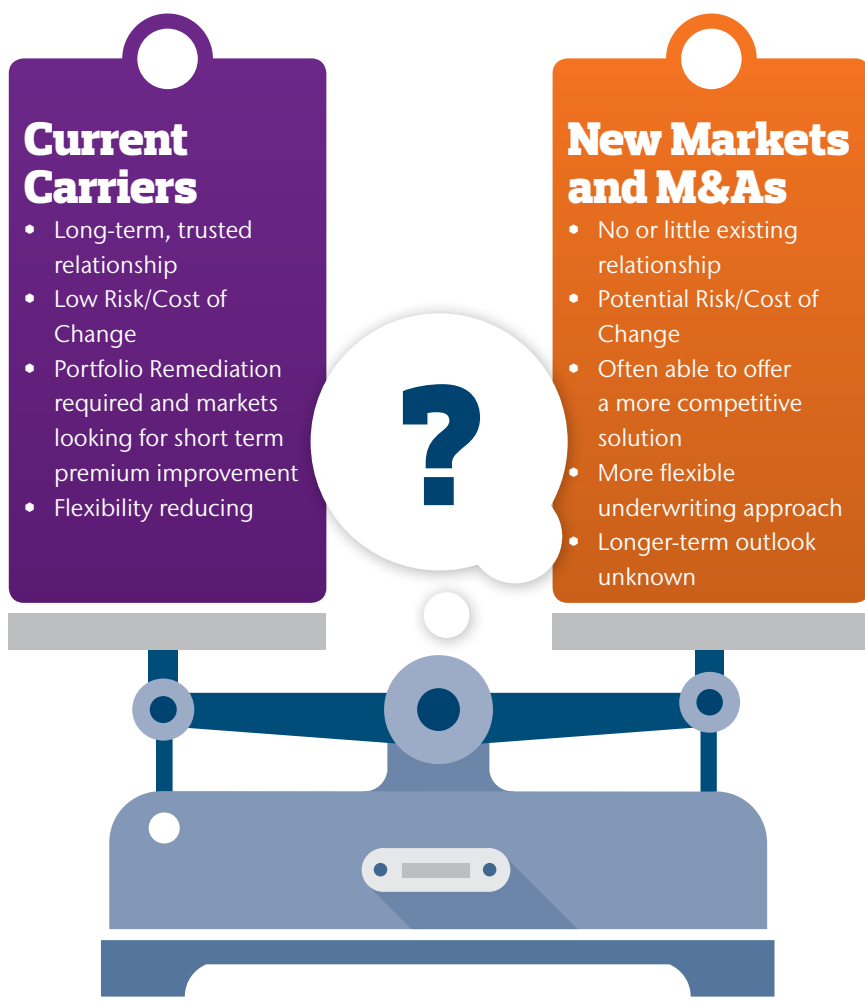 Current
Carriers
• Long-term, trusted
relationship
• Low Risk/Cost of
Change
• Portfolio Remediation
required and markets
looking for short term
premium improvement
• Flexibility reducing
?
New Markets
and M&As
• No or little existing
relationship
• Potential Risk/Cost of
Change
• Often able to offer
a more competitive
solution
• More flexible
underwriting approach
• Longer-term outlook
unknown